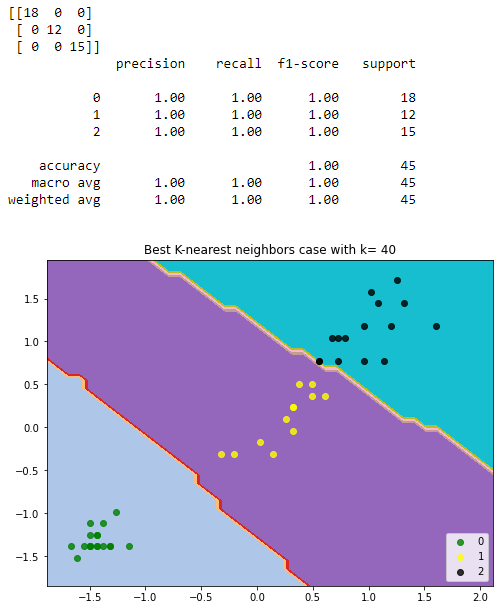 [[18  0  0]
 [ 0 12  0]
 [ 0  0 15]]
              precision    recall  f1-score   support
           0       1.00      1.00      1.00        18
           1       1.00      1.00      1.00        12
           2       1.00      1.00      1.00        15
    accuracy                           1.00        45
   macro avg       1.00      1.00      1.00        45
weighted avg       1.00      1.00      1.00        45
Best K-nearest neighbors case with k= 40
1.5
1.0
0.5
0.0
−0.5
−1.0
−1.5
0
1
2
−1.5 −1.0 −0.5 0.0 0.5 1.0 1.5 2.0